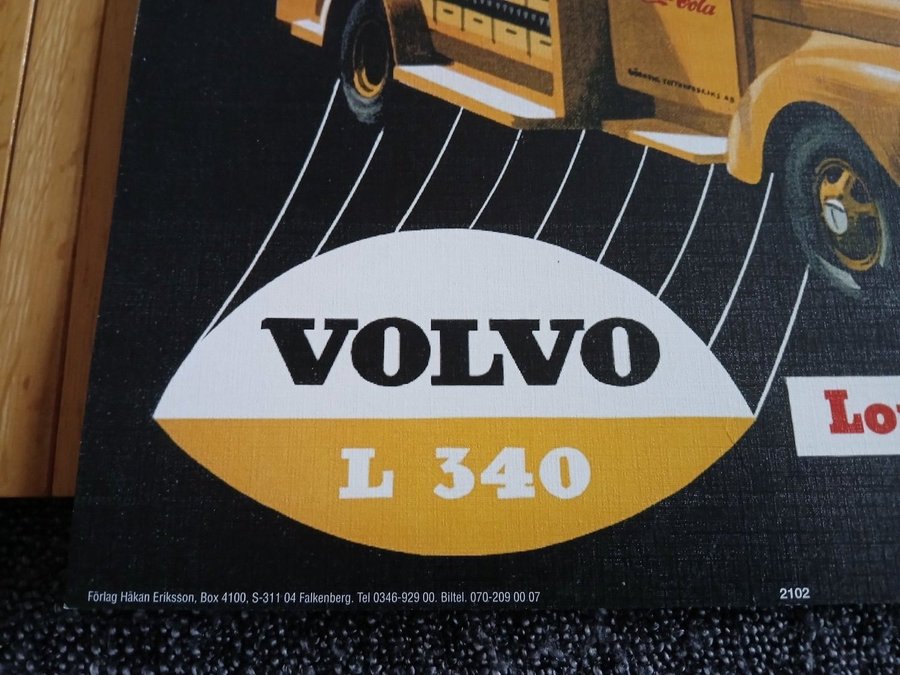 Cola
VOLVO
L 340
Förlag Håkan Eriksson, Box 4100, S-311 04 Falkenberg. Tel 0346-929 00. Biltel. 070-209 00 07
2102